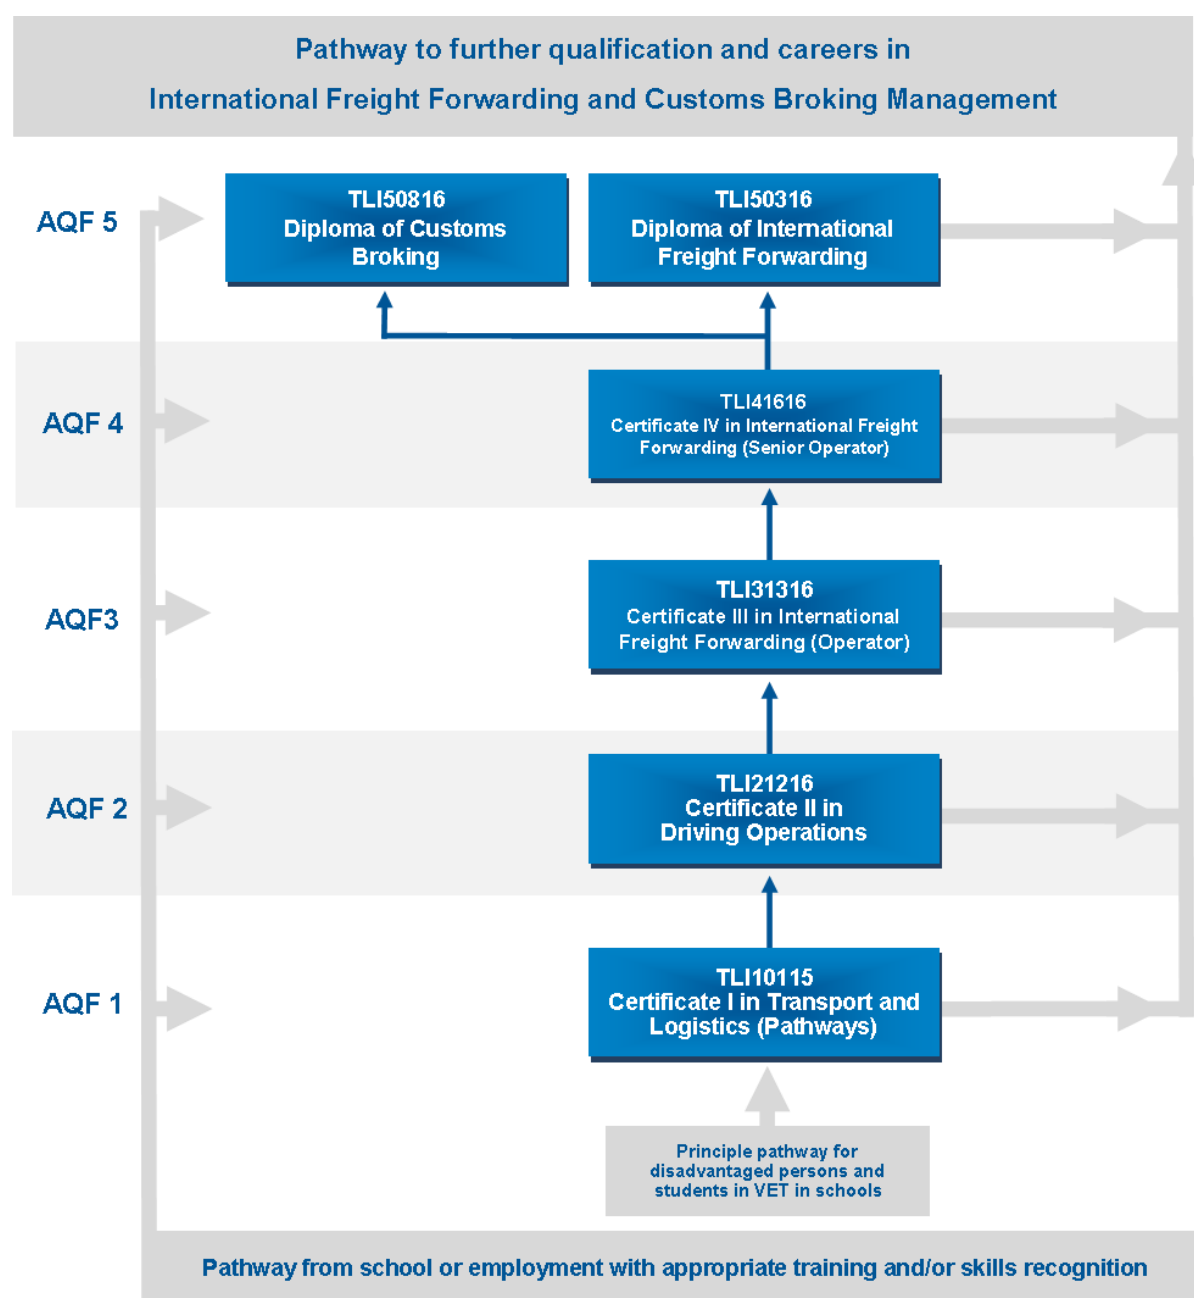 Pathway to further qualification and careers in
International Freight Forwarding and Customs Broking Management
AQF 5
TLI50816
Diploma of Customs
Broking
TLI50316
Diploma of International
Freight Forwarding
AQF 4
TLI41616
Certificate IV in International Freight
Forwarding (Senior Operator)
AQF3
TLI31316
Certificate III in International
Freight Forwarding (Operator)
AQF 2
TLI21216
Certificate II in
Driving Operations
AQF 1
TLI10115
Certificate I in Transport and
Logistics (Pathways)
Principle pathway for
disadvantaged persons and
students in VET in schools
Pathway from school or employment with appropriate training and/or skills recognition